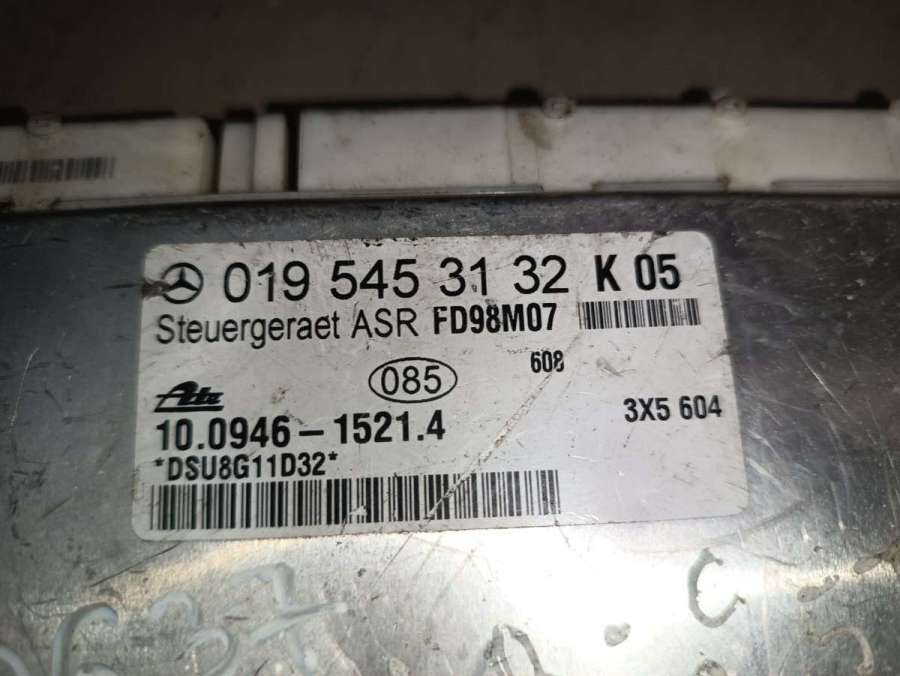 019 545 31 32 K 05
Steuergeraet ASR FD98M07
608
085
Ate
3X5 604
10.0946-1521.4
*DSU8G11D32*